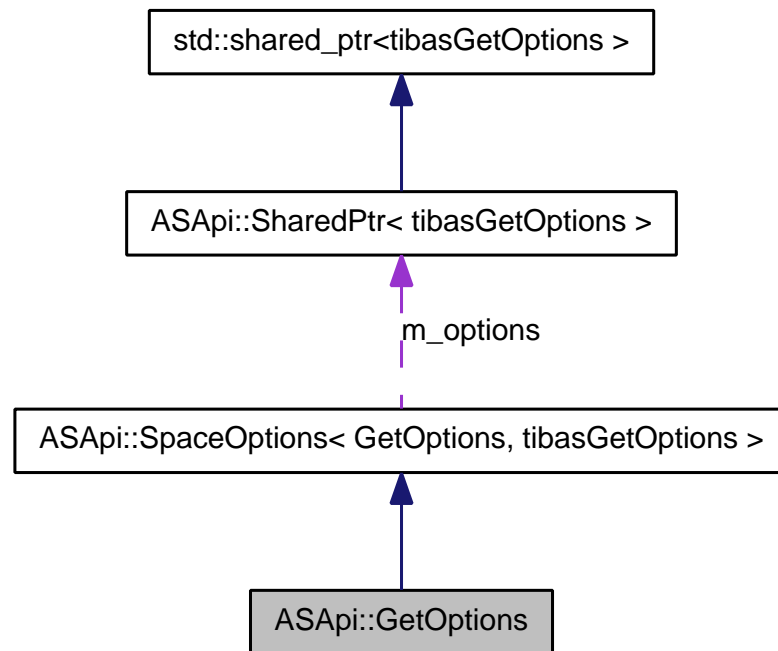 std::shared_ptr<tibasGetOptions >
ASApi::SharedPtr< tibasGetOptions >
m_options
ASApi::SpaceOptions< GetOptions, tibasGetOptions >
ASApi::GetOptions